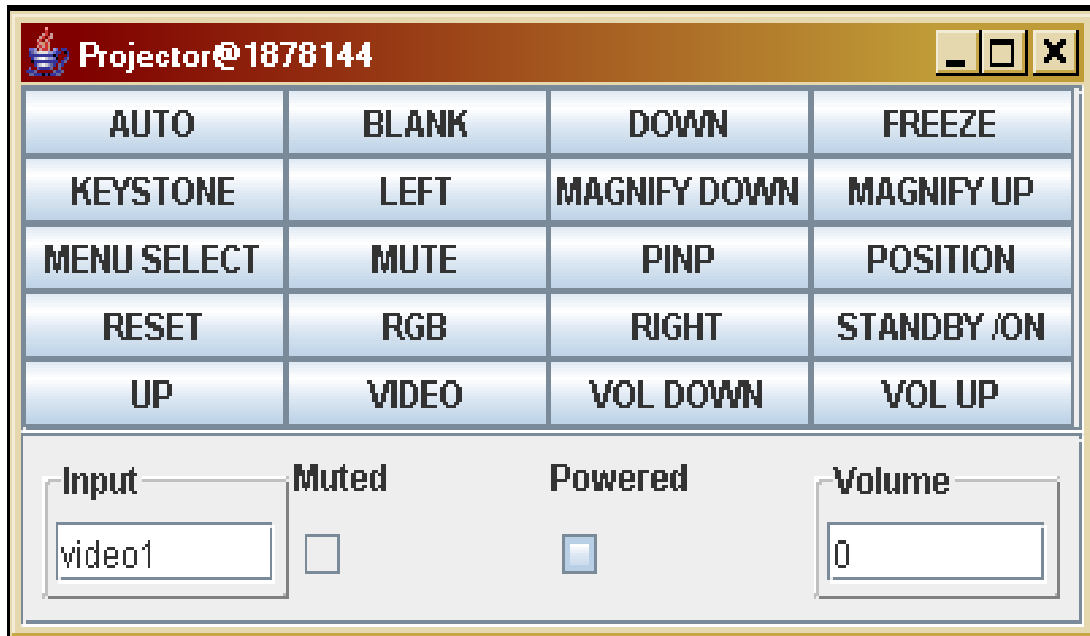 Projector@1878144
AUTO BLANK DOWN FREEZE
KEYSTONE LEFT MAGNIFY DOWN MAGNIFY UP
MENU SELECT MUTE PINP POSITION
RESET RGB RIGHT STANDBY /ON
UP VIDEO VOL DOWN VOL UP
Input Muted Powered Volume
video1 0